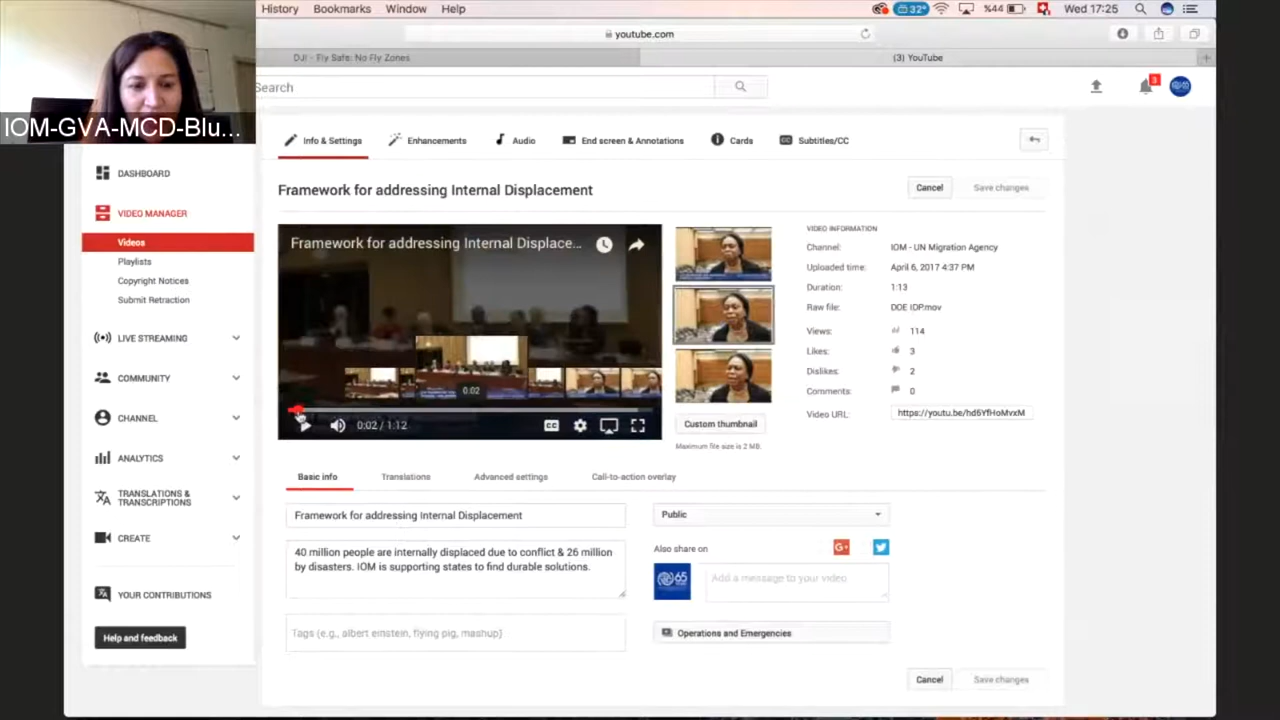 History Bookmarks Window Help
32° %44 Wed 17:25
youtube.com
DJI - Fly Safe: No Fly Zones
(3) YouTube
Search
3
IOM-GVA-MCD-Blu...
Info & Settings
Enhancements
Audio
End screen & Annotations
Cards
Subtitles/CC
DASHBOARD
VIDEO MANAGER
Videos
Playlists
Copyright Notices
Submit Retraction
LIVE STREAMING
COMMUNITY
CHANNEL
ANALYTICS
TRANSLATIONS &
TRANSCRIPTIONS
CREATE
YOUR CONTRIBUTIONS
Help and feedback
Framework for addressing Internal Displacement
Cancel
Save changes
Framework for addressing Internal Displace...
0:02
0:02 / 1:12
CC
Custom thumbnail
Maximum file size is 2 MB.
VIDEO INFORMATION
Channel: IOM - UN Migration Agency
Uploaded time: April 6, 2017 4:37 PM
Duration: 1:13
Raw file: DOE IDP.mov
Views: 114
Likes: 3
Dislikes: 2
Comments: 0
Video URL: https://youtu.be/hd6YfHoMvxM
Basic info
Translations
Advanced settings
Call-to-action overlay
Framework for addressing Internal Displacement
40 million people are internally displaced due to conflict & 26 million
by disasters. IOM is supporting states to find durable solutions.
Tags (e.g., albert einstein, flying pig, mashup)
Public
Also share on
G+
65
Add a message to your video
Operations and Emergencies
Cancel
Save changes